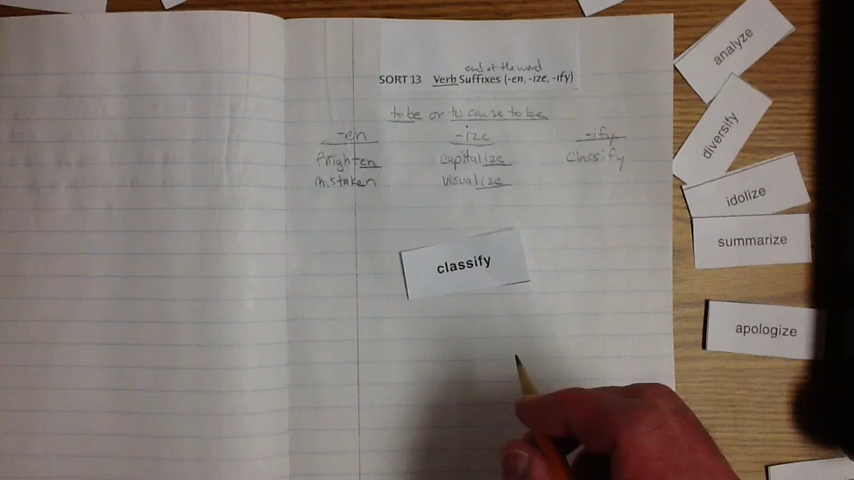 end of the word
SORT 13 Verb Suffixes (-en, -ize, -ify)
to be or to cause to be
-en -ize -ify
frighten capitalize classify
mistaken visualize
classify
analyze
diversify
idolize
summarize
apologize